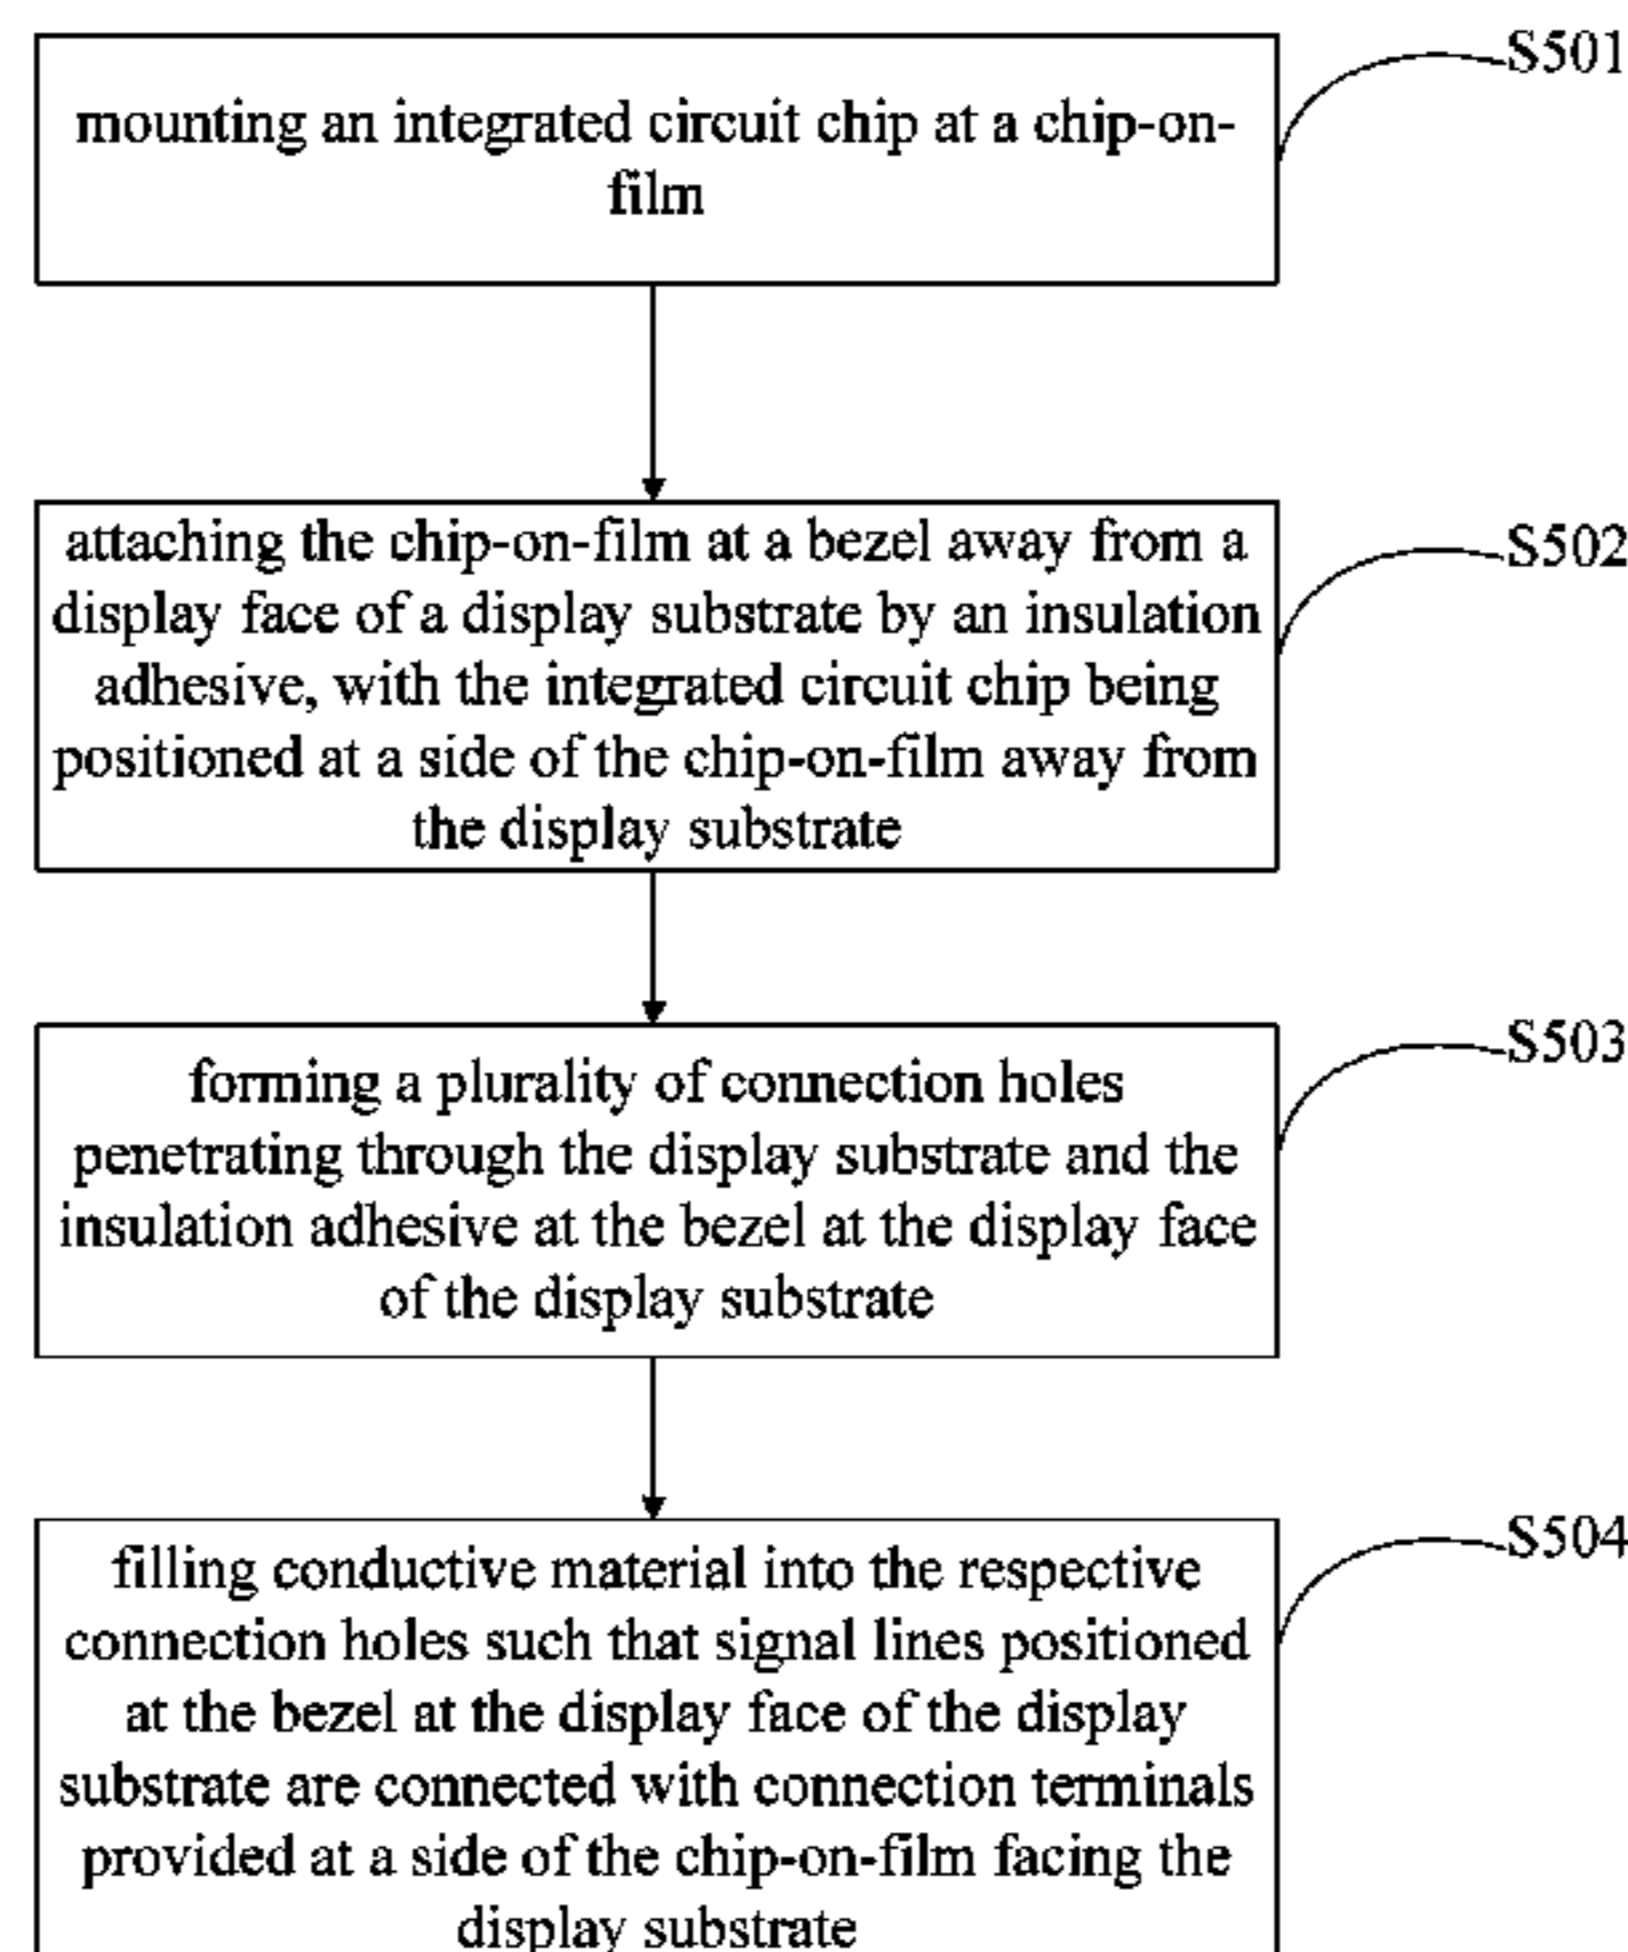 S501
mounting an integrated circuit chip at a chip-on-
film
S502
attaching the chip-on-film at a bezel away from a
display face of a display substrate by an insulation
adhesive, with the integrated circuit chip being
positioned at a side of the chip-on-film away from
the display substrate
S503
forming a plurality of connection holes
penetrating through the display substrate and the
insulation adhesive at the bezel at the display face
of the display substrate
S504
filling conductive material into the respective
connection holes such that signal lines positioned
at the bezel at the display face of the display
substrate are connected with connection terminals
provided at a side of the chip-on-film facing the
display substrate